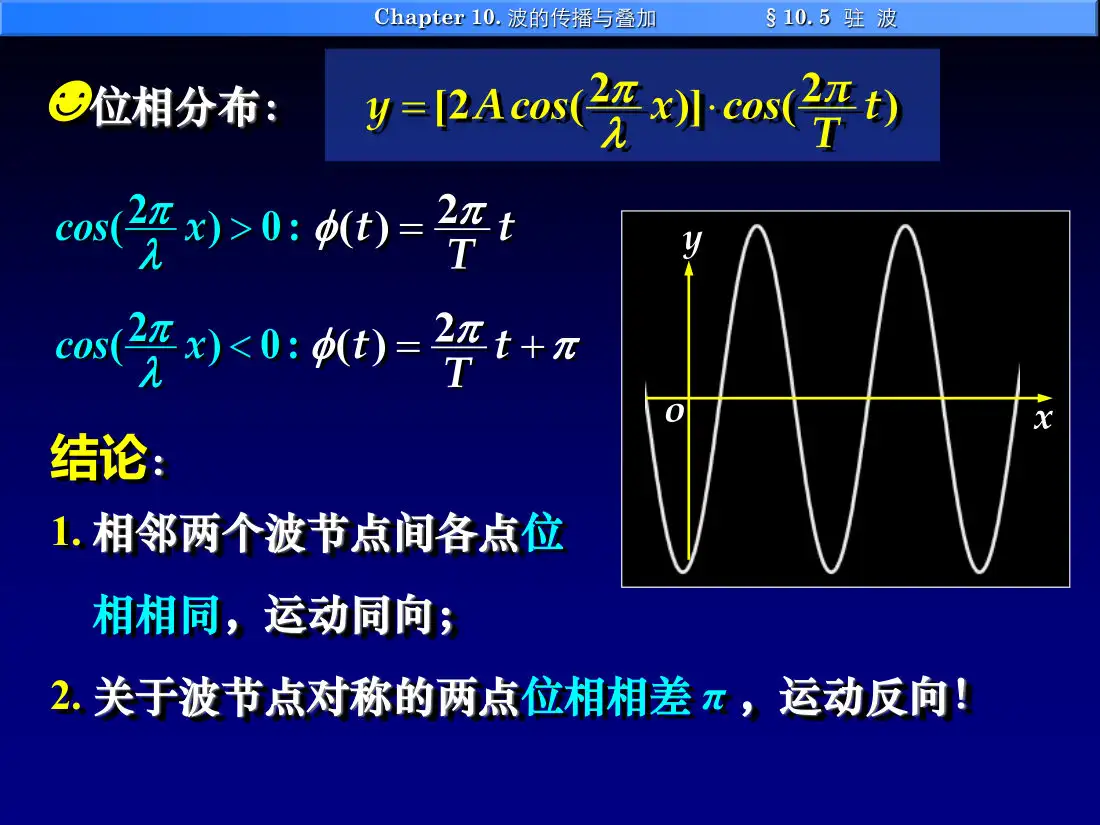 Chapter 10. 波的传播与叠加 §10.5 驻 波
位相分布: y = [2Acos(2π/λ x)]·cos(2π/T t)
cos(2π/λ x) > 0: ϕ(t) = 2π/T t
cos(2π/λ x) < 0: ϕ(t) = 2π/T t + π
y
o
x
结论:
1. 相邻两个波节点间各点位
相相同，运动同向；
2. 关于波节点对称的两点位相相差 π ，运动反向！